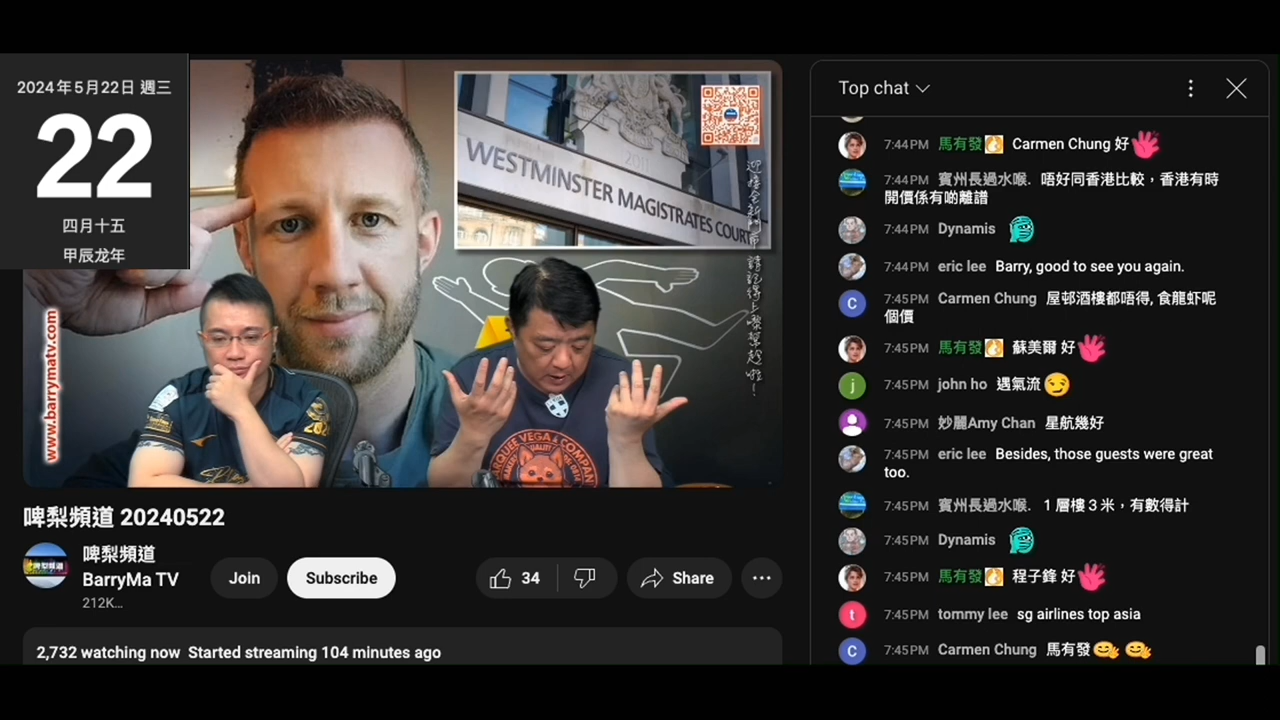 2024年5月22日 週三
22
四月十五
甲辰龙年
WESTMINSTER MAGISTRATES COURT
2011
www.barrymatv.com
QUALITY
啤梨頻道 20240522
啤梨頻道
BarryMa TV
212K...
Join
Subscribe
34
Share
2,732 watching now Started streaming 104 minutes ago
Top chat
7:44PM 馬有發 Carmen Chung 好
7:44PM 賓州長過水喉. 唔好同香港比較，香港有時
開價係有啲離譜
7:44PM Dynamis
7:44PM eric lee Barry, good to see you again.
7:45PM Carmen Chung 屋邨酒樓都唔得, 食龍虾呢
個價
7:45PM 馬有發 蘇美爾 好
7:45PM john ho 遇氣流
7:45PM 妙麗Amy Chan 星航幾好
7:45PM eric lee Besides, those guests were great
too.
7:45PM 賓州長過水喉. 1 層樓 3 米，有數得計
7:45PM Dynamis
7:45PM 馬有發 程子鋒 好
7:45PM tommy lee sg airlines top asia
7:45PM Carmen Chung 馬有發